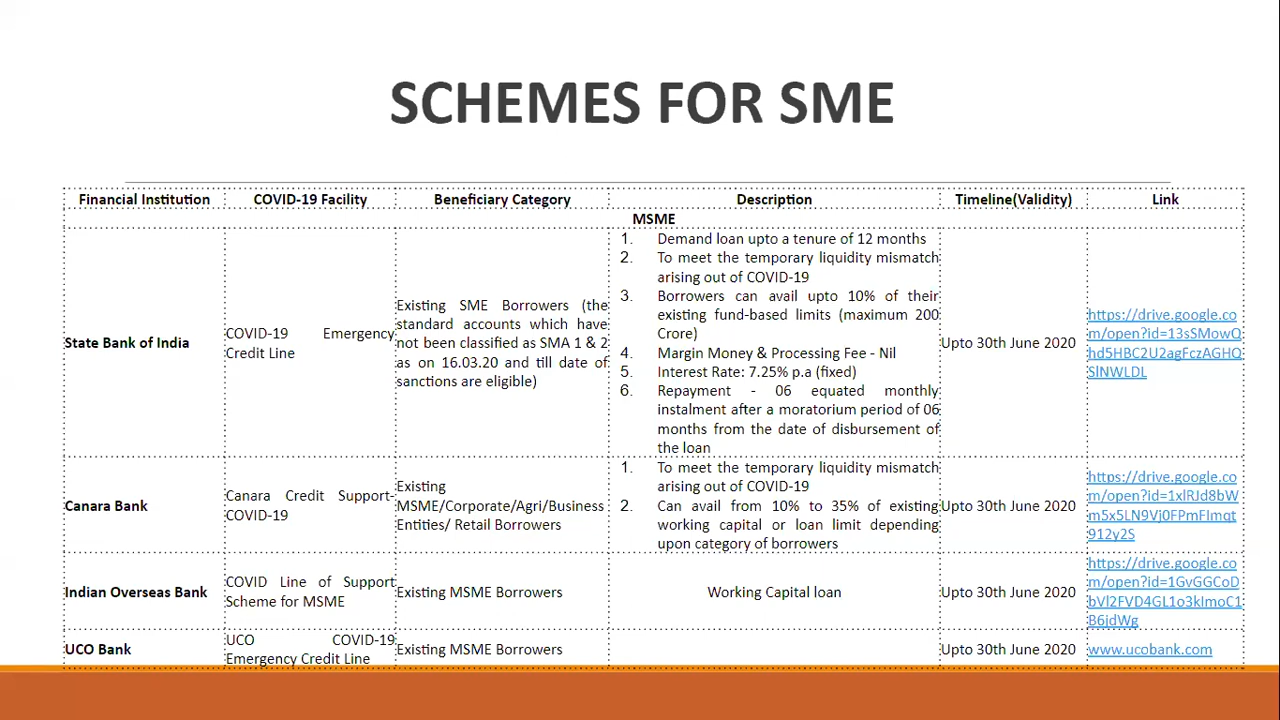 SCHEMES FOR SME
Financial Institution COVID-19 Facility Beneficiary Category Description Timeline(Validity) Link
MSME
State Bank of India
COVID-19 Emergency
Credit Line
Existing SME Borrowers (the
standard accounts which have
not been classified as SMA 1 & 2
as on 16.03.20 and till date of
sanctions are eligible)
1. Demand loan upto a tenure of 12 months
2. To meet the temporary liquidity mismatch
arising out of COVID-19
3. Borrowers can avail upto 10% of their
existing fund-based limits (maximum 200
Crore)
4. Margin Money & Processing Fee - Nil
5. Interest Rate: 7.25% p.a (fixed)
6. Repayment - 06 equated monthly
instalment after a moratorium period of 06
months from the date of disbursement of
the loan
Upto 30th June 2020
https://drive.google.co
m/open?id=13sSMowQ
hd5HBC2U2agFczAGHQ
SlNWLDL
Canara Bank
Canara Credit Support-
COVID-19
Existing
MSME/Corporate/Agri/Business
Entities/ Retail Borrowers
1. To meet the temporary liquidity mismatch
arising out of COVID-19
2. Can avail from 10% to 35% of existing
working capital or loan limit depending
upon category of borrowers
Upto 30th June 2020
https://drive.google.co
m/open?id=1xlRJd8bW
m5x5LN9Vj0FPmFImqt
912y2S
Indian Overseas Bank
COVID Line of Support
Scheme for MSME
Existing MSME Borrowers
Working Capital loan
Upto 30th June 2020
https://drive.google.co
m/open?id=1GvGGCoD
bVl2FVD4GL1o3kImoC1
B6jdWg
UCO Bank
UCO COVID-19
Emergency Credit Line
Existing MSME Borrowers
Upto 30th June 2020
www.ucobank.com